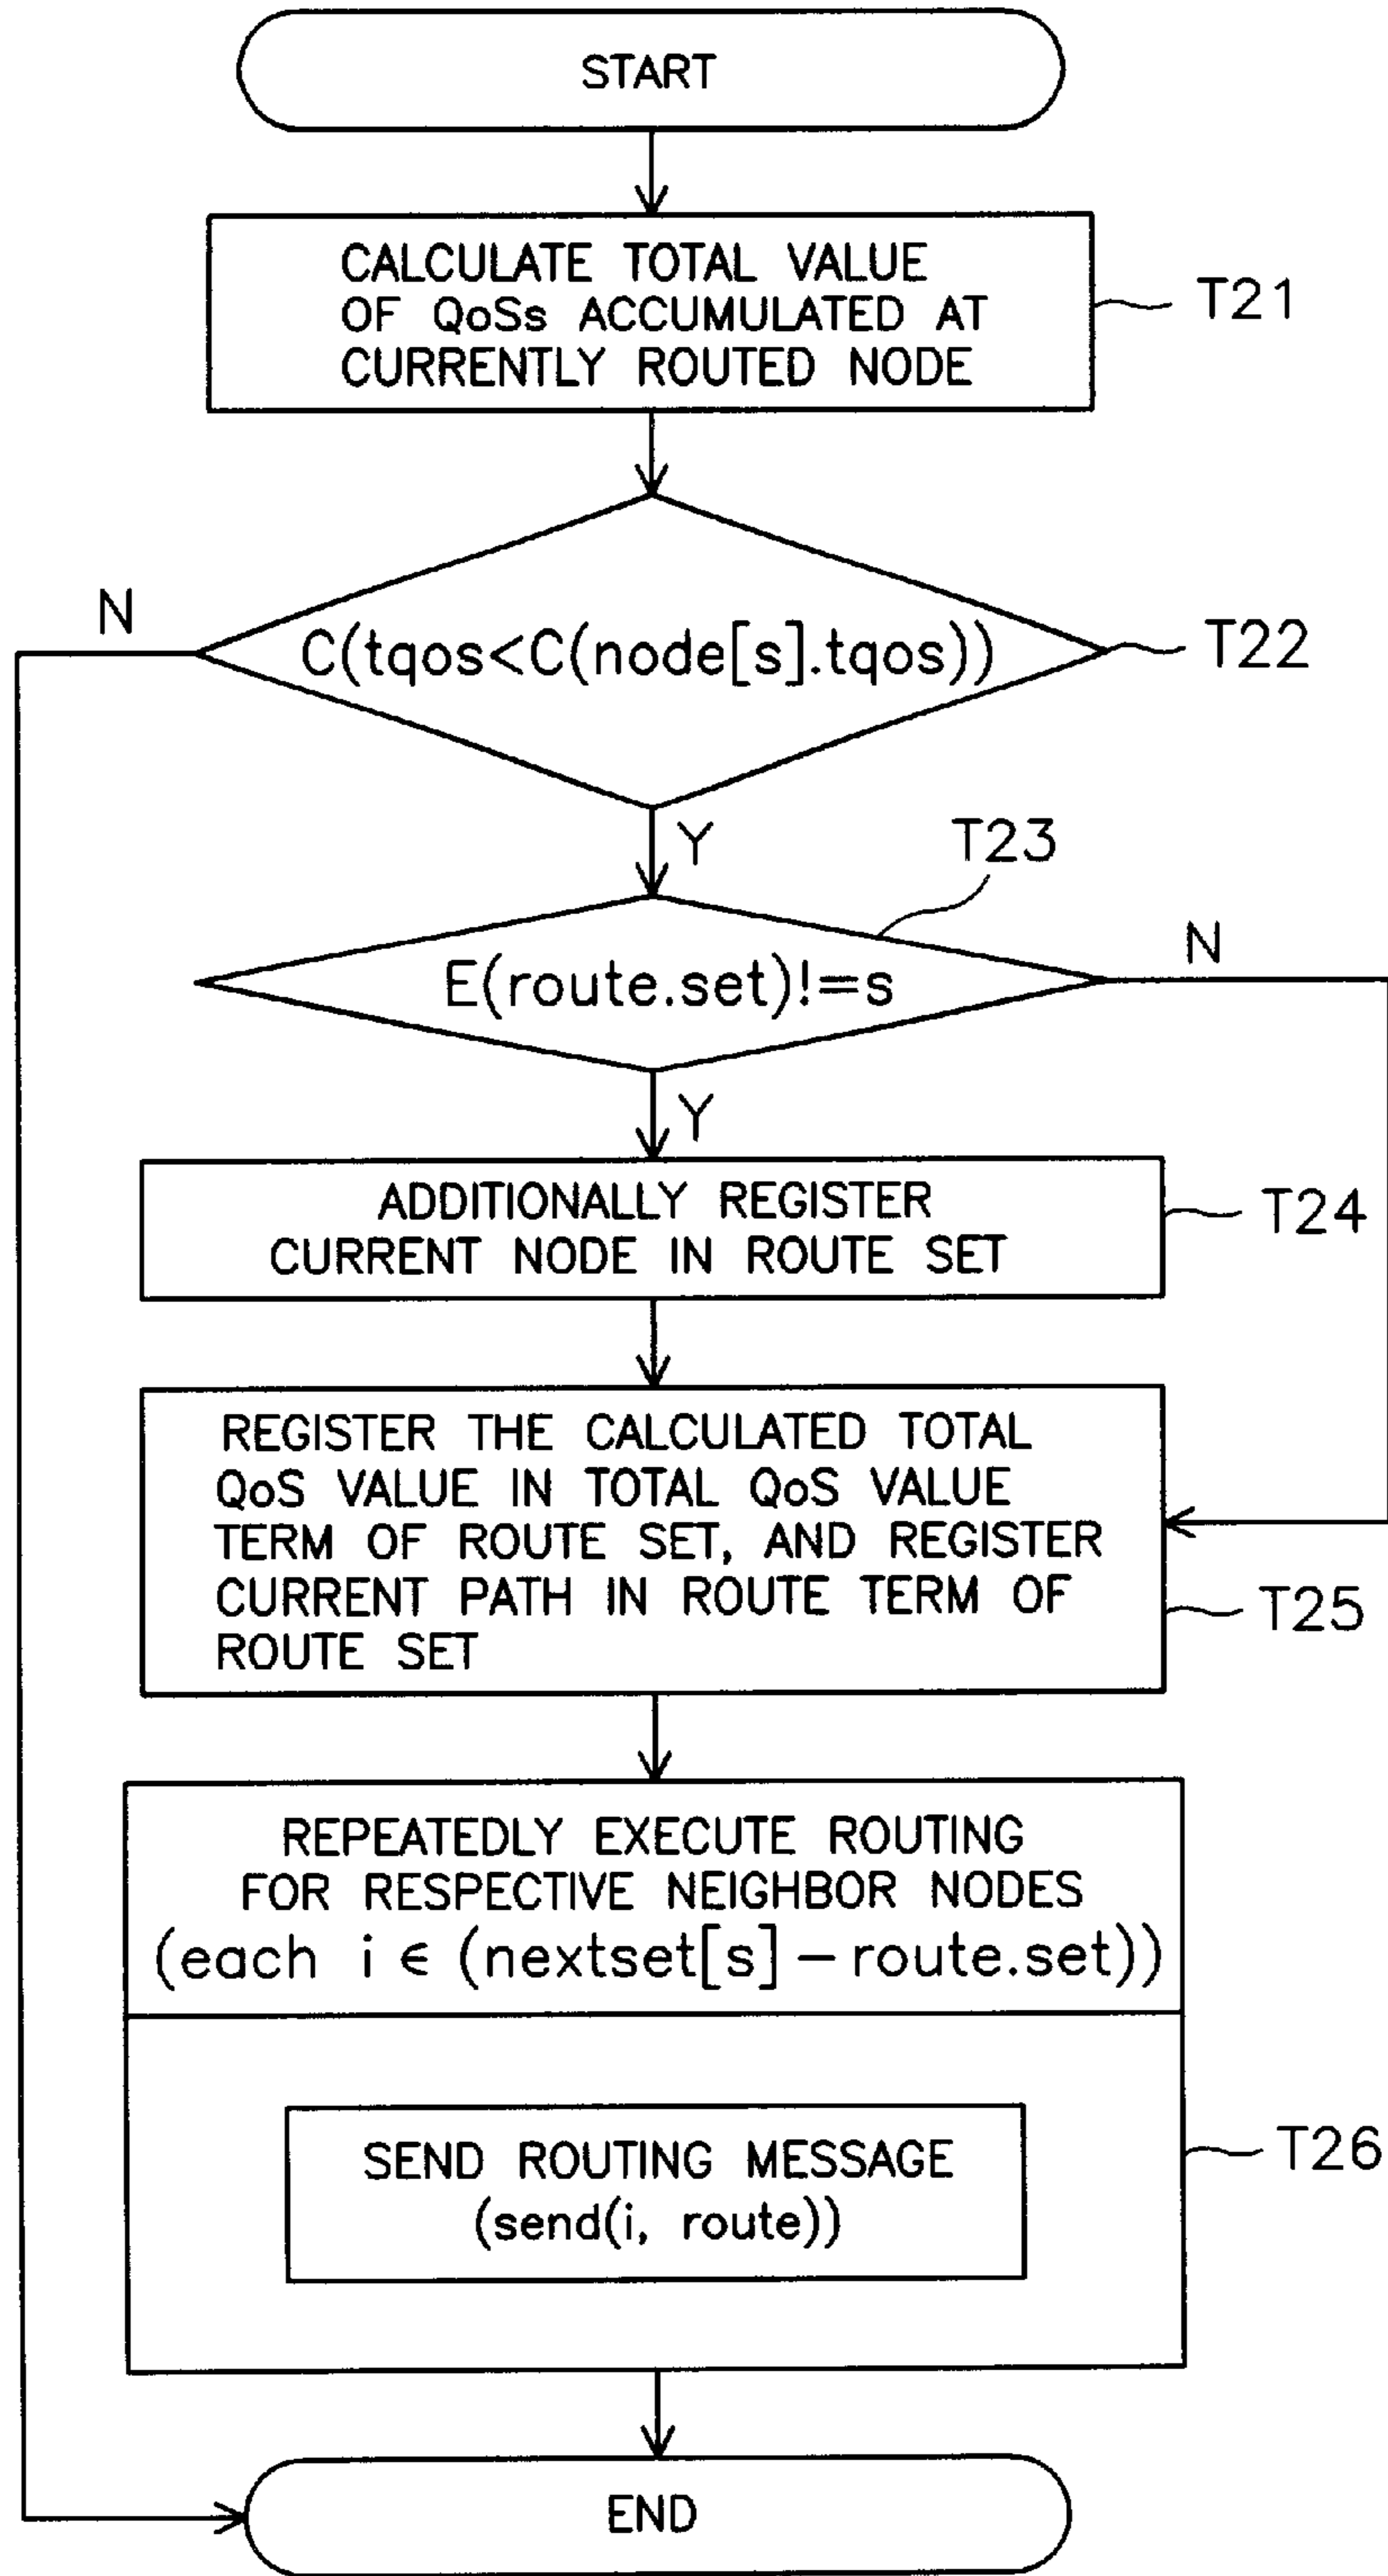 START
CALCULATE TOTAL VALUE
OF QoSs ACCUMULATED AT
CURRENTLY ROUTED NODE
T21
N
C(tqos<C(node[s].tqos))
T22
Y
T23
E(route.set)!=s
N
Y
ADDITIONALLY REGISTER
CURRENT NODE IN ROUTE SET
T24
REGISTER THE CALCULATED TOTAL
QoS VALUE IN TOTAL QoS VALUE
TERM OF ROUTE SET, AND REGISTER
CURRENT PATH IN ROUTE TERM OF
ROUTE SET
T25
REPEATEDLY EXECUTE ROUTING
FOR RESPECTIVE NEIGHBOR NODES
(each i ∈ (nextset[s]-route.set))
SEND ROUTING MESSAGE
(send(i, route))
T26
END